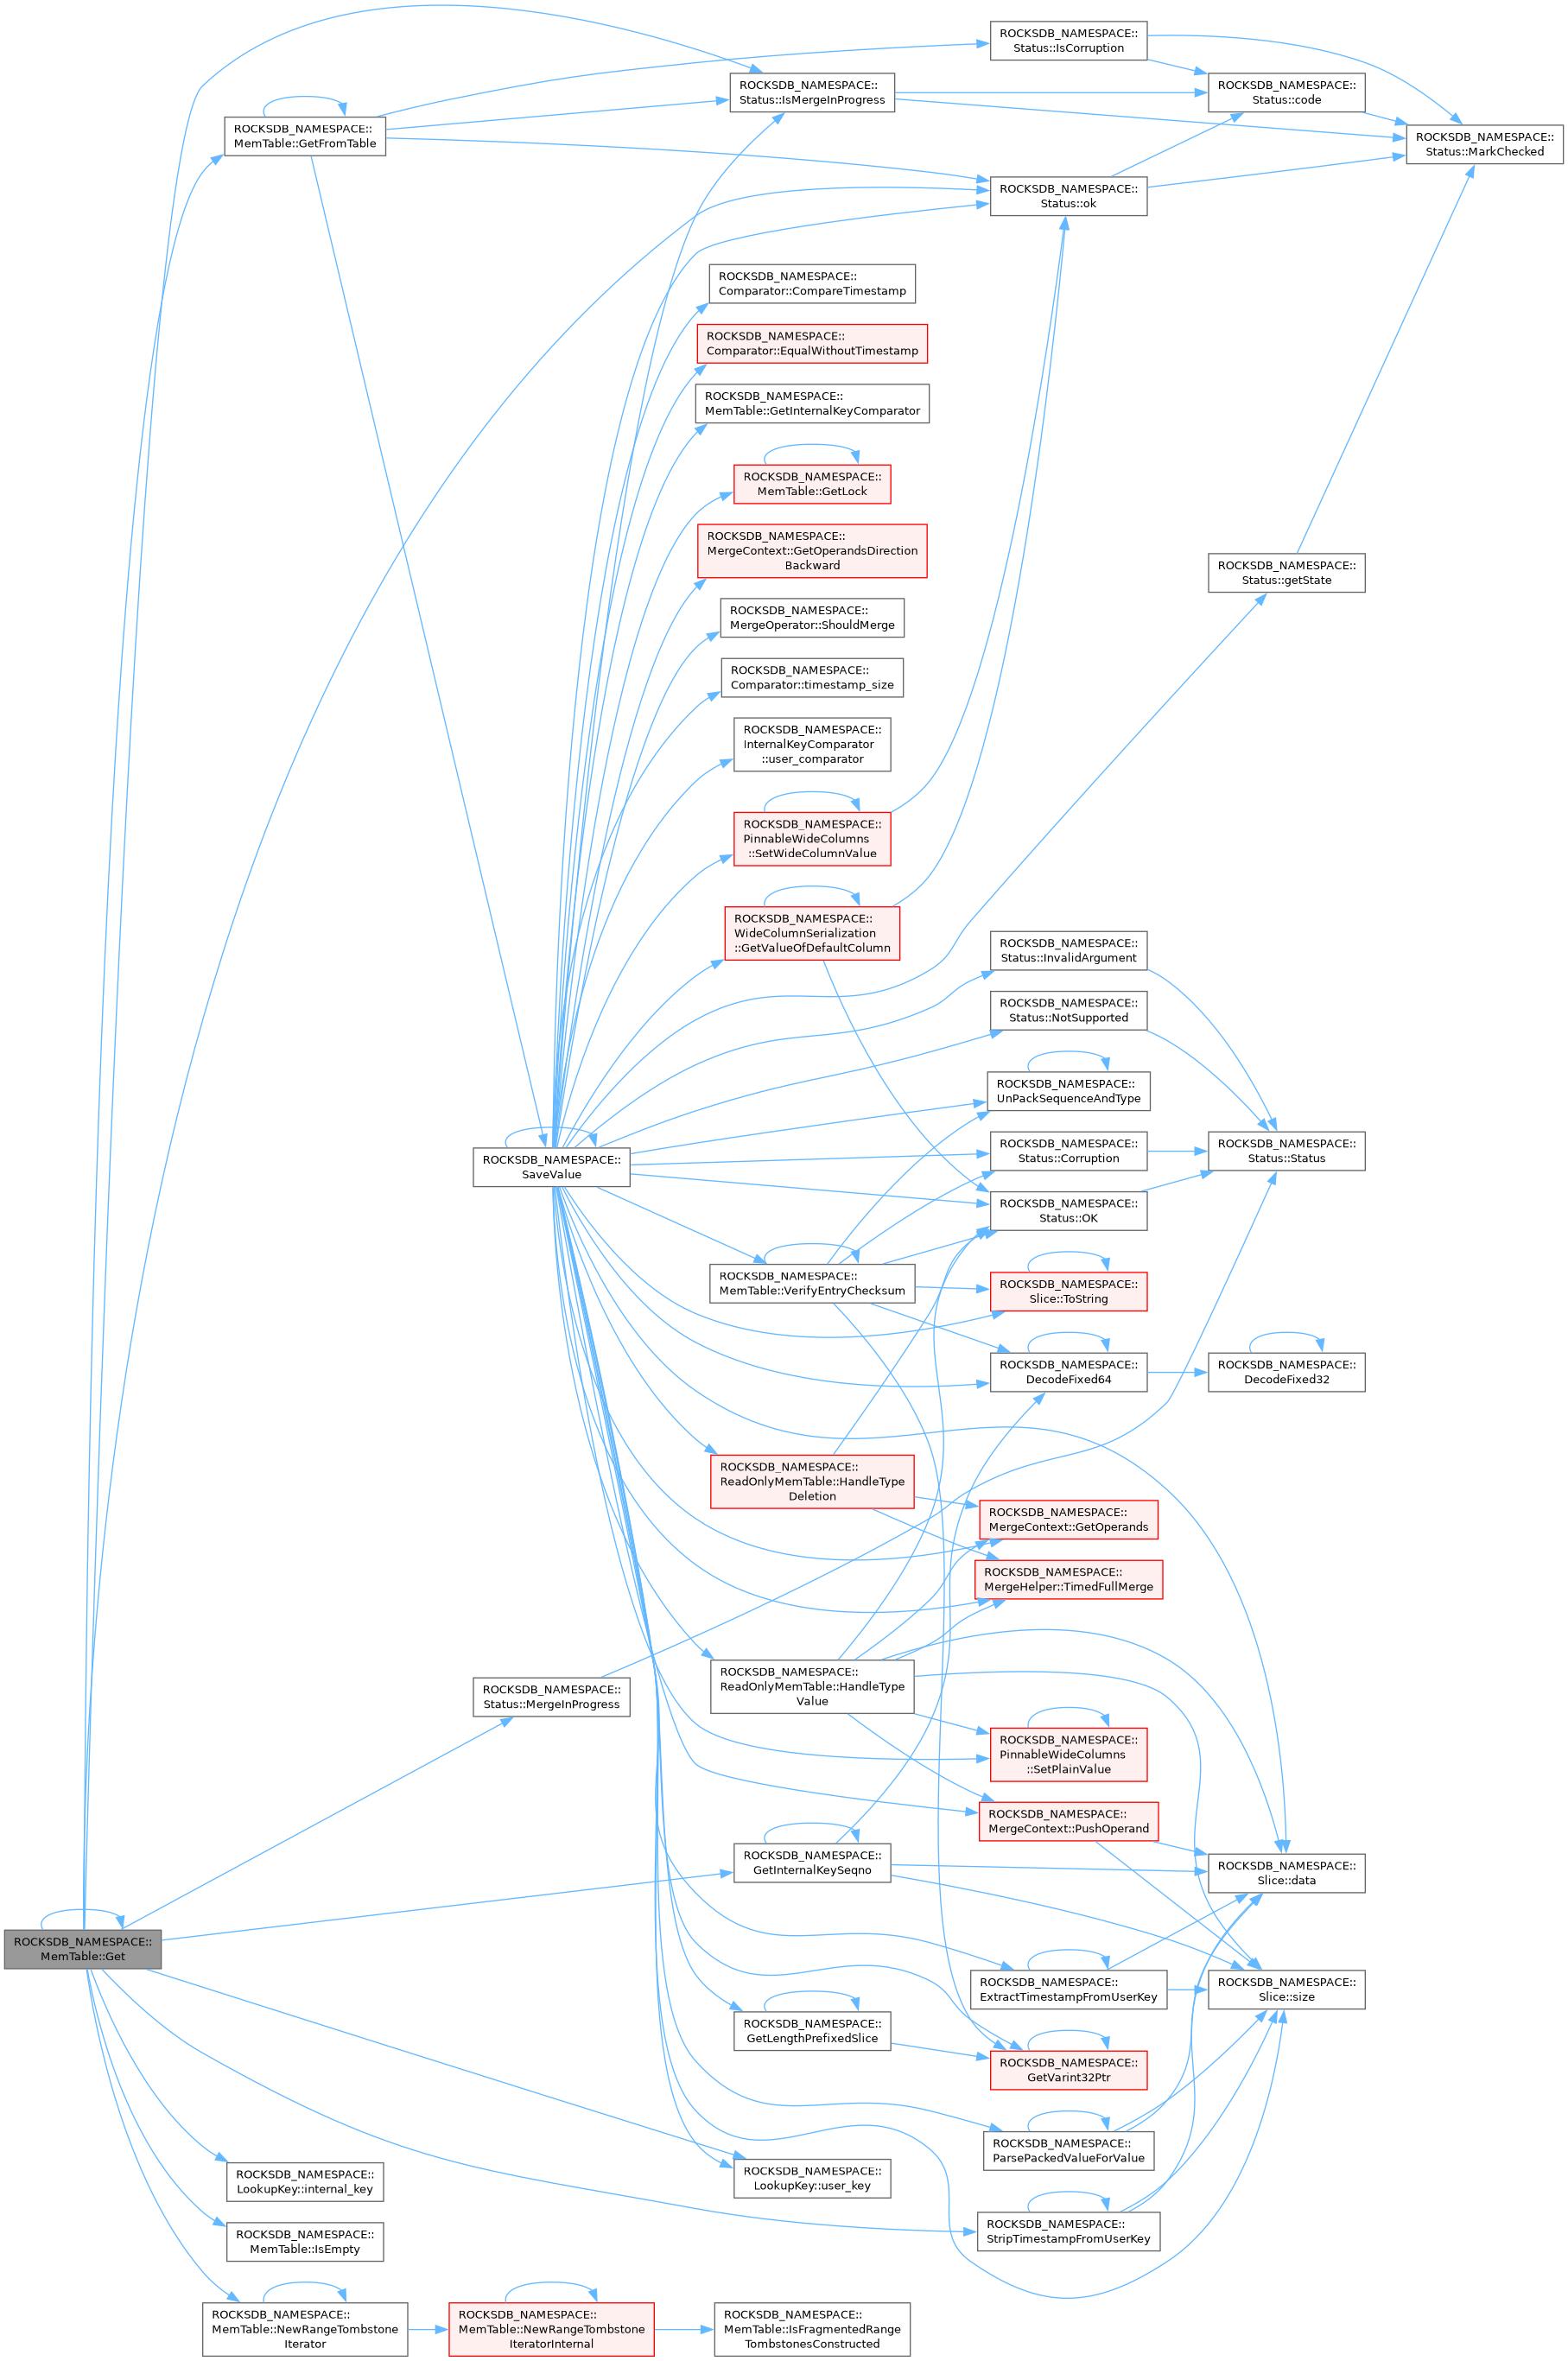 ROCKSDB_NAMESPACE::
Status::IsCorruption
ROCKSDB_NAMESPACE::
Status::IsMergeInProgress
ROCKSDB_NAMESPACE::
Status::code
ROCKSDB_NAMESPACE::
MemTable::GetFromTable
ROCKSDB_NAMESPACE::
Status::MarkChecked
ROCKSDB_NAMESPACE::
Status::ok
ROCKSDB_NAMESPACE::
Comparator::CompareTimestamp
ROCKSDB_NAMESPACE::
Comparator::EqualWithoutTimestamp
ROCKSDB_NAMESPACE::
MemTable::GetInternalKeyComparator
ROCKSDB_NAMESPACE::
MemTable::GetLock
ROCKSDB_NAMESPACE::
MergeContext::GetOperandsDirection
Backward
ROCKSDB_NAMESPACE::
Status::getState
ROCKSDB_NAMESPACE::
MergeOperator::ShouldMerge
ROCKSDB_NAMESPACE::
Comparator::timestamp_size
ROCKSDB_NAMESPACE::
InternalKeyComparator
::user_comparator
ROCKSDB_NAMESPACE::
PinnableWideColumns
::SetWideColumnValue
ROCKSDB_NAMESPACE::
WideColumnSerialization
::GetValueOfDefaultColumn
ROCKSDB_NAMESPACE::
Status::InvalidArgument
ROCKSDB_NAMESPACE::
Status::NotSupported
ROCKSDB_NAMESPACE::
UnPackSequenceAndType
ROCKSDB_NAMESPACE::
SaveValue
ROCKSDB_NAMESPACE::
Status::Corruption
ROCKSDB_NAMESPACE::
Status::Status
ROCKSDB_NAMESPACE::
Status::OK
ROCKSDB_NAMESPACE::
MemTable::VerifyEntryChecksum
ROCKSDB_NAMESPACE::
Slice::ToString
ROCKSDB_NAMESPACE::
DecodeFixed64
ROCKSDB_NAMESPACE::
DecodeFixed32
ROCKSDB_NAMESPACE::
ReadOnlyMemTable::HandleType
Deletion
ROCKSDB_NAMESPACE::
MergeContext::GetOperands
ROCKSDB_NAMESPACE::
MergeHelper::TimedFullMerge
ROCKSDB_NAMESPACE::
Status::MergeInProgress
ROCKSDB_NAMESPACE::
ReadOnlyMemTable::HandleType
Value
ROCKSDB_NAMESPACE::
PinnableWideColumns
::SetPlainValue
ROCKSDB_NAMESPACE::
MergeContext::PushOperand
ROCKSDB_NAMESPACE::
GetInternalKeySeqno
ROCKSDB_NAMESPACE::
Slice::data
ROCKSDB_NAMESPACE::
MemTable::Get
ROCKSDB_NAMESPACE::
ExtractTimestampFromUserKey
ROCKSDB_NAMESPACE::
Slice::size
ROCKSDB_NAMESPACE::
GetLengthPrefixedSlice
ROCKSDB_NAMESPACE::
GetVarint32Ptr
ROCKSDB_NAMESPACE::
ParsePackedValueForValue
ROCKSDB_NAMESPACE::
LookupKey::internal_key
ROCKSDB_NAMESPACE::
LookupKey::user_key
ROCKSDB_NAMESPACE::
StripTimestampFromUserKey
ROCKSDB_NAMESPACE::
MemTable::IsEmpty
ROCKSDB_NAMESPACE::
MemTable::NewRangeTombstone
Iterator
ROCKSDB_NAMESPACE::
MemTable::NewRangeTombstone
IteratorInternal
ROCKSDB_NAMESPACE::
MemTable::IsFragmentedRange
TombstonesConstructed